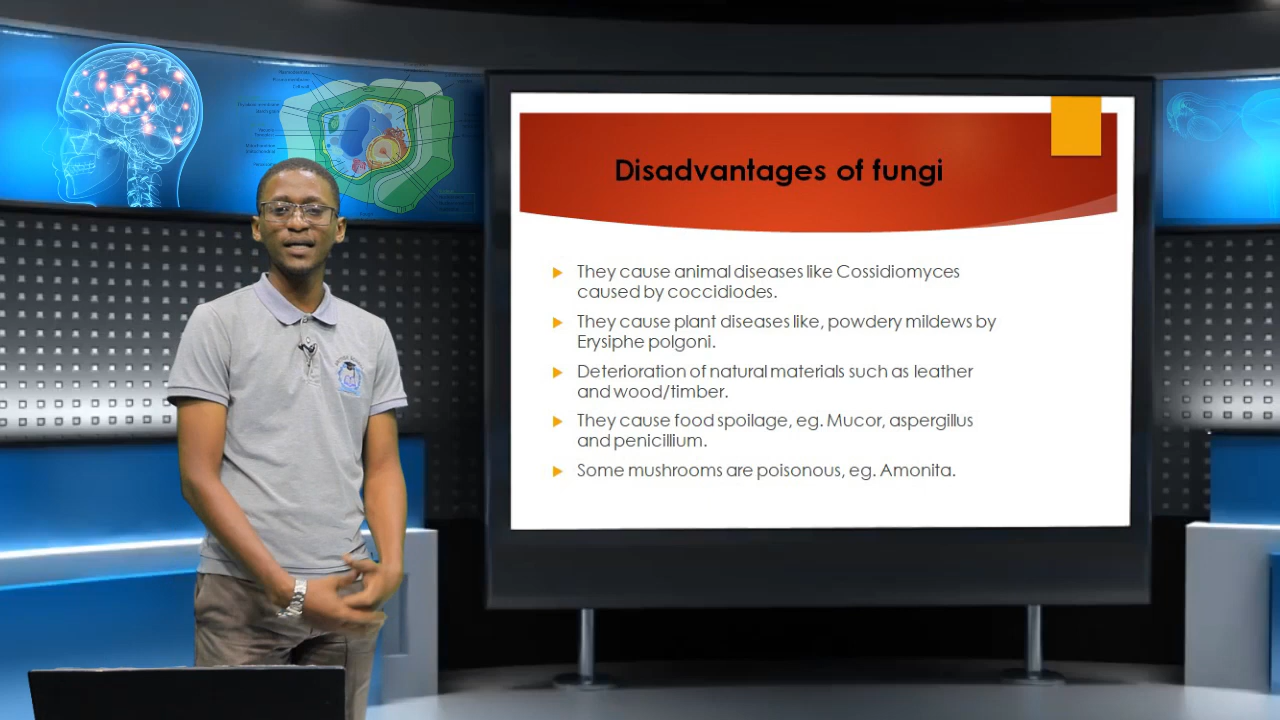 Disadvantages of fungi
They cause animal diseases like Cossidiomyces
caused by coccidiodes.
They cause plant diseases like, powdery mildews by
Erysiphe polgoni.
Deterioration of natural materials such as leather
and wood/timber.
They cause food spoilage, eg. Mucor, aspergillus
and penicillium.
Some mushrooms are poisonous, eg. Amonita.